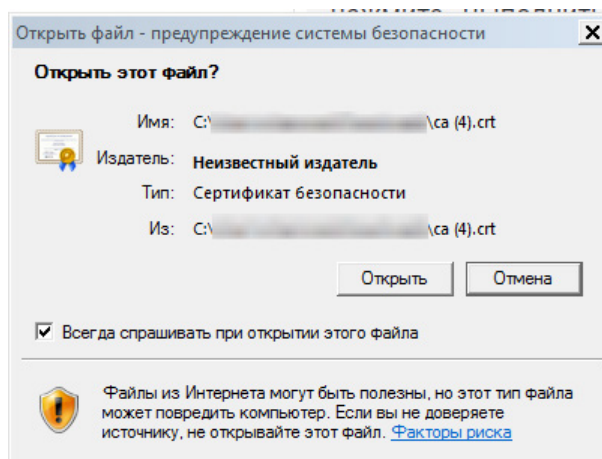 Открыть файл - предупреждение системы безопасности
Открыть этот файл?
Имя: C:\ \ca (4).crt
Издатель: Неизвестный издатель
Тип: Сертификат безопасности
Из: C:\ \ca (4).crt
Открыть Отмена
Всегда спрашивать при открытии этого файла
Файлы из Интернета могут быть полезны, но этот тип файла
может повредить компьютер. Если вы не доверяете
источнику, не открывайте этот файл. Факторы риска